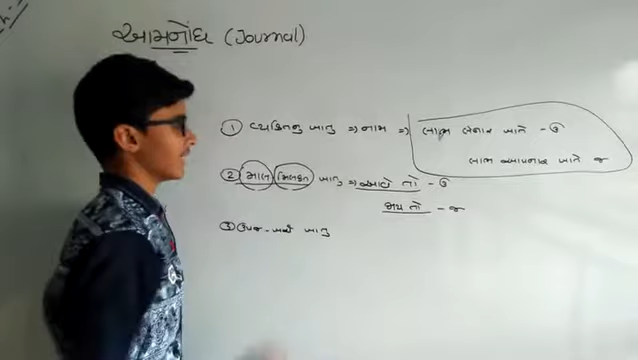 આમનોંધ (Journal)
① વ્યક્તિનુ ખાતુ ⇒ નામ ⇒ લાભ લેનાર ખાતે - ઉ
લાભ આપનાર ખાતે જ
② માલ મિલકત ખાતુ ⇒ આવે તો - ઉ
જાય તો - જ
③ ઉપજ-ખર્ચ ખાતુ